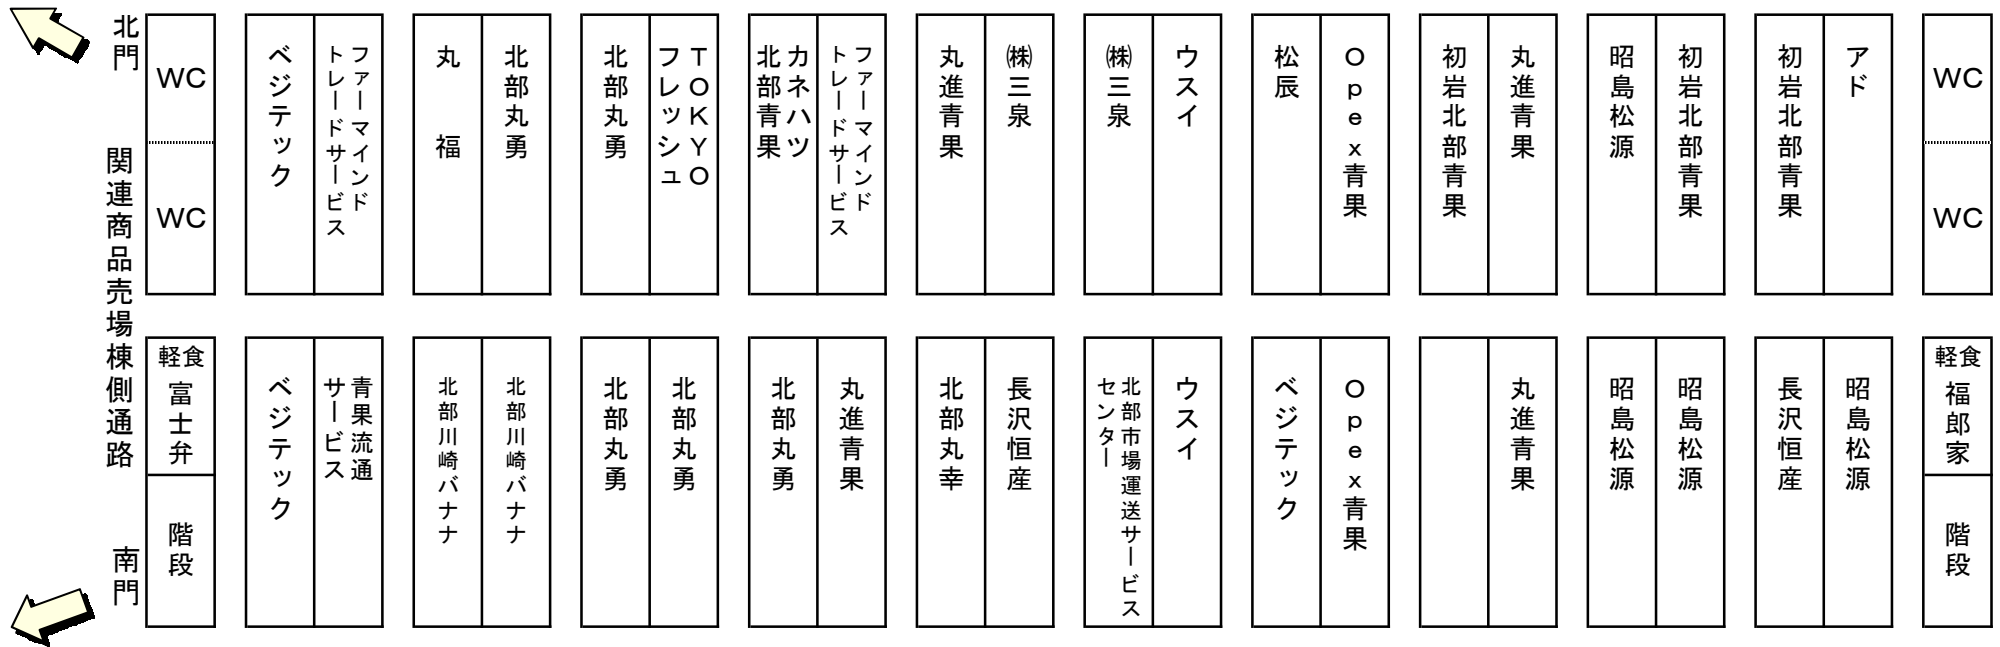 北門
関連商品売場棟側通路
南門
WC
WC
ベジテック
ファーマインド
トレードサービス
丸　福
北部丸勇
北部丸勇
TOKYO
フレッシュ
カネハツ
北部青果
ファーマインド
トレードサービス
丸進青果
㈱三泉
㈱三泉
ウスイ
松辰
Opex青果
初岩北部青果
丸進青果
昭島松源
初岩北部青果
初岩北部青果
アド
WC
WC
軽食
富士弁
階段
ベジテック
青果流通
サービス
北部川崎バナナ
北部川崎バナナ
北部丸勇
北部丸勇
北部丸勇
丸進青果
北部丸幸
長沢恒産
北部市場運送サービス
センター
ウスイ
ベジテック
Opex青果
丸進青果
昭島松源
昭島松源
長沢恒産
昭島松源
軽食
福郎家
階段